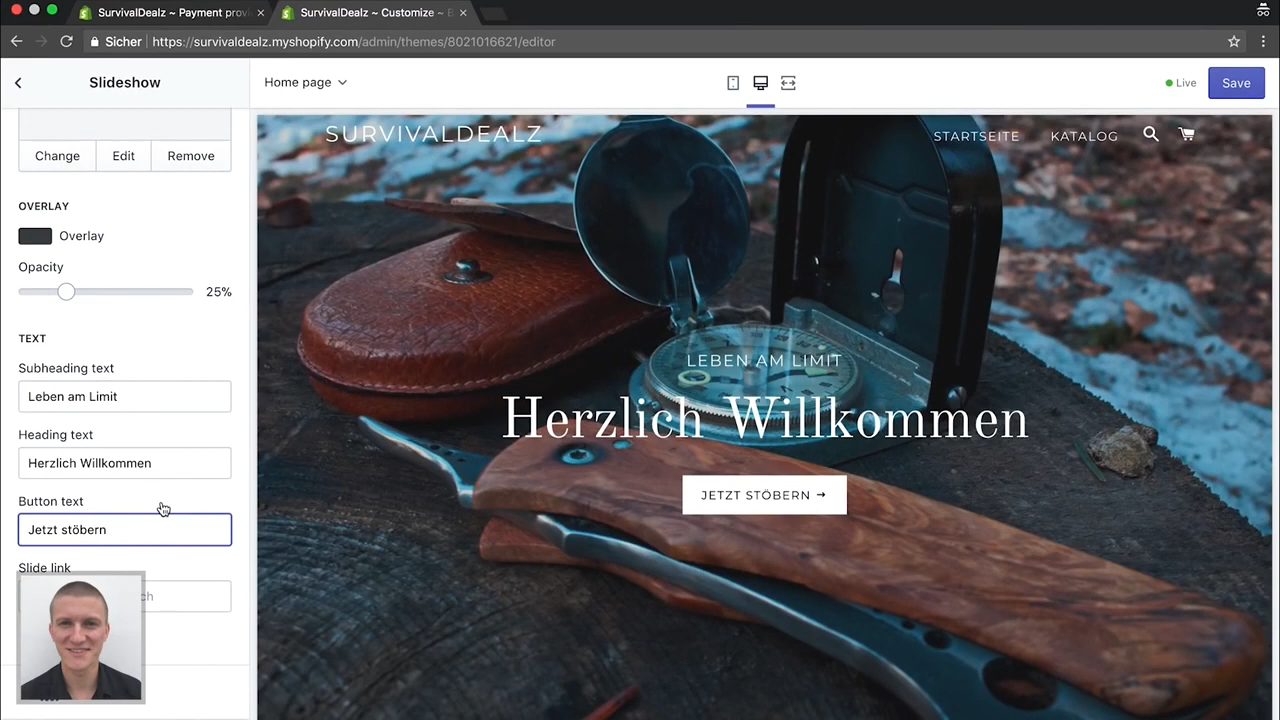 SurvivalDealz ~ Payment provi
SurvivalDealz ~ Customize ~
Sicher
https://survivaldealz.myshopify.com/admin/themes/8021016621/editor
Slideshow
Home page
Live
Save
Change
Edit
Remove
OVERLAY
Overlay
Opacity
25%
TEXT
Subheading text
Leben am Limit
Heading text
Herzlich Willkommen
Button text
Jetzt stöbern
Slide link
SURVIVALDEALZ
STARTSEITE
KATALOG
LEBEN AM LIMIT
Herzlich Willkommen
JETZT STÖBERN →